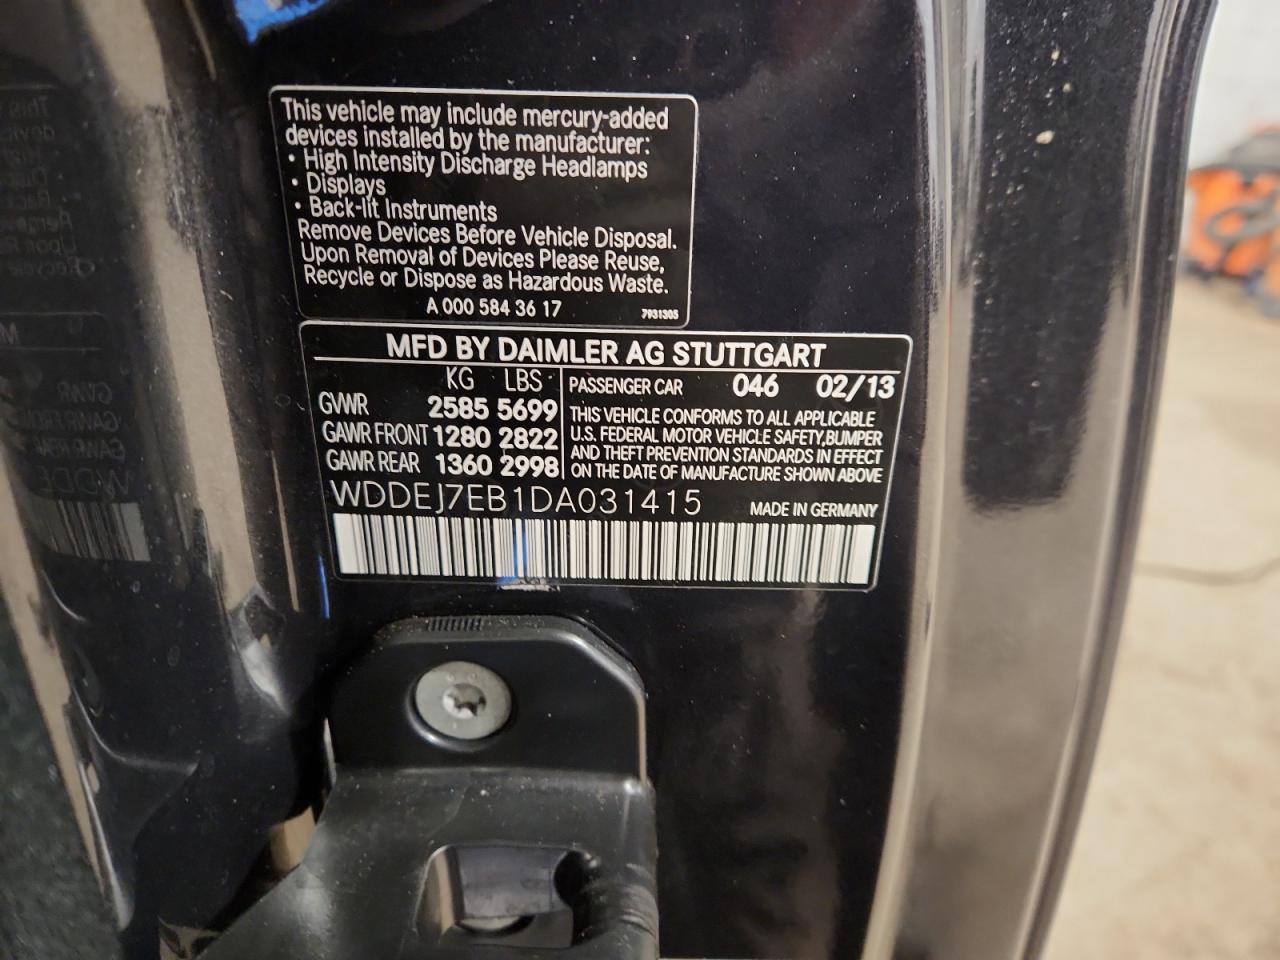 This vehicle may include mercury-added
devices installed by the manufacturer:
• High Intensity Discharge Headlamps
• Displays
• Back-lit Instruments
Remove Devices Before Vehicle Disposal.
Upon Removal of Devices Please Reuse,
Recycle or Dispose as Hazardous Waste.
A 000 584 36 17 7931305
MFD BY DAIMLER AG STUTTGART
KG LBS
GVWR 2585 5699
GAWR FRONT 1280 2822
GAWR REAR 1360 2998
PASSENGER CAR 046 02/13
THIS VEHICLE CONFORMS TO ALL APPLICABLE
U.S. FEDERAL MOTOR VEHICLE SAFETY,BUMPER
AND THEFT PREVENTION STANDARDS IN EFFECT
ON THE DATE OF MANUFACTURE SHOWN ABOVE
WDDEJ7EB1DA031415 MADE IN GERMANY